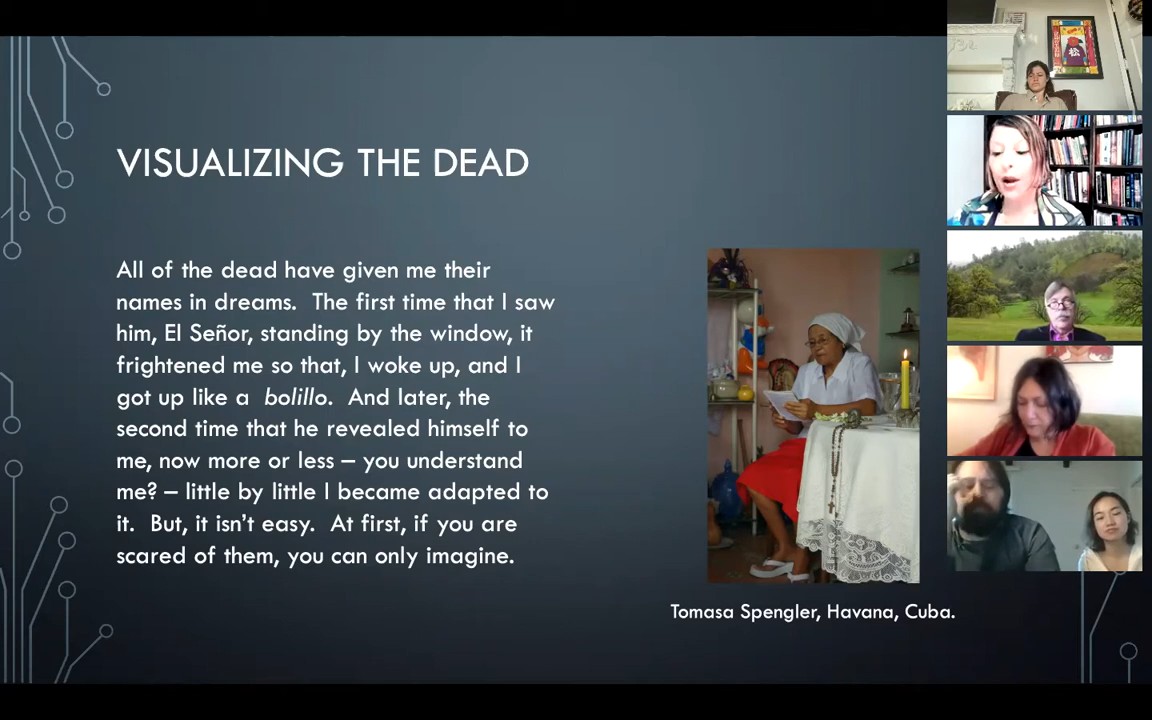 VISUALIZING THE DEAD
All of the dead have given me their
names in dreams.  The first time that I saw
him, El Señor, standing by the window, it
frightened me so that, I woke up, and I
got up like a  bolillo.  And later, the
second time that he revealed himself to
me, now more or less – you understand
me? – little by little I became adapted to
it.  But, it isn’t easy.  At first, if you are
scared of them, you can only imagine.
Tomasa Spengler, Havana, Cuba.
松